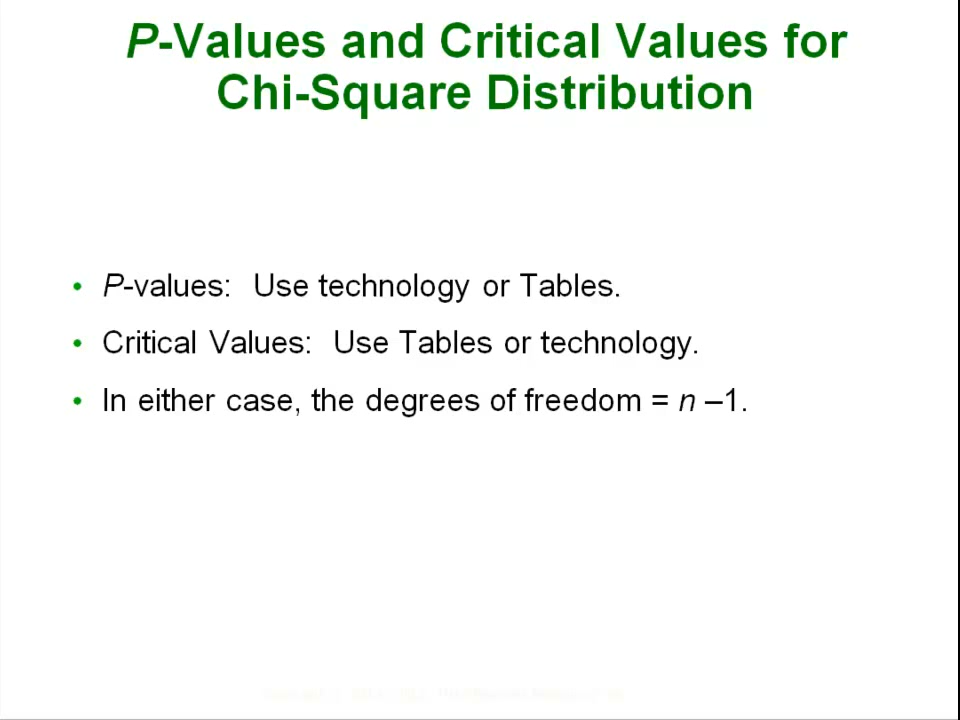 P-Values and Critical Values for
Chi-Square Distribution
• P-values: Use technology or Tables.
• Critical Values: Use Tables or technology.
• In either case, the degrees of freedom = n –1.